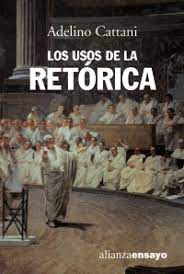 Adelino Cattani
LOS USOS DE LA
RETÓRICA
alianzaensayo